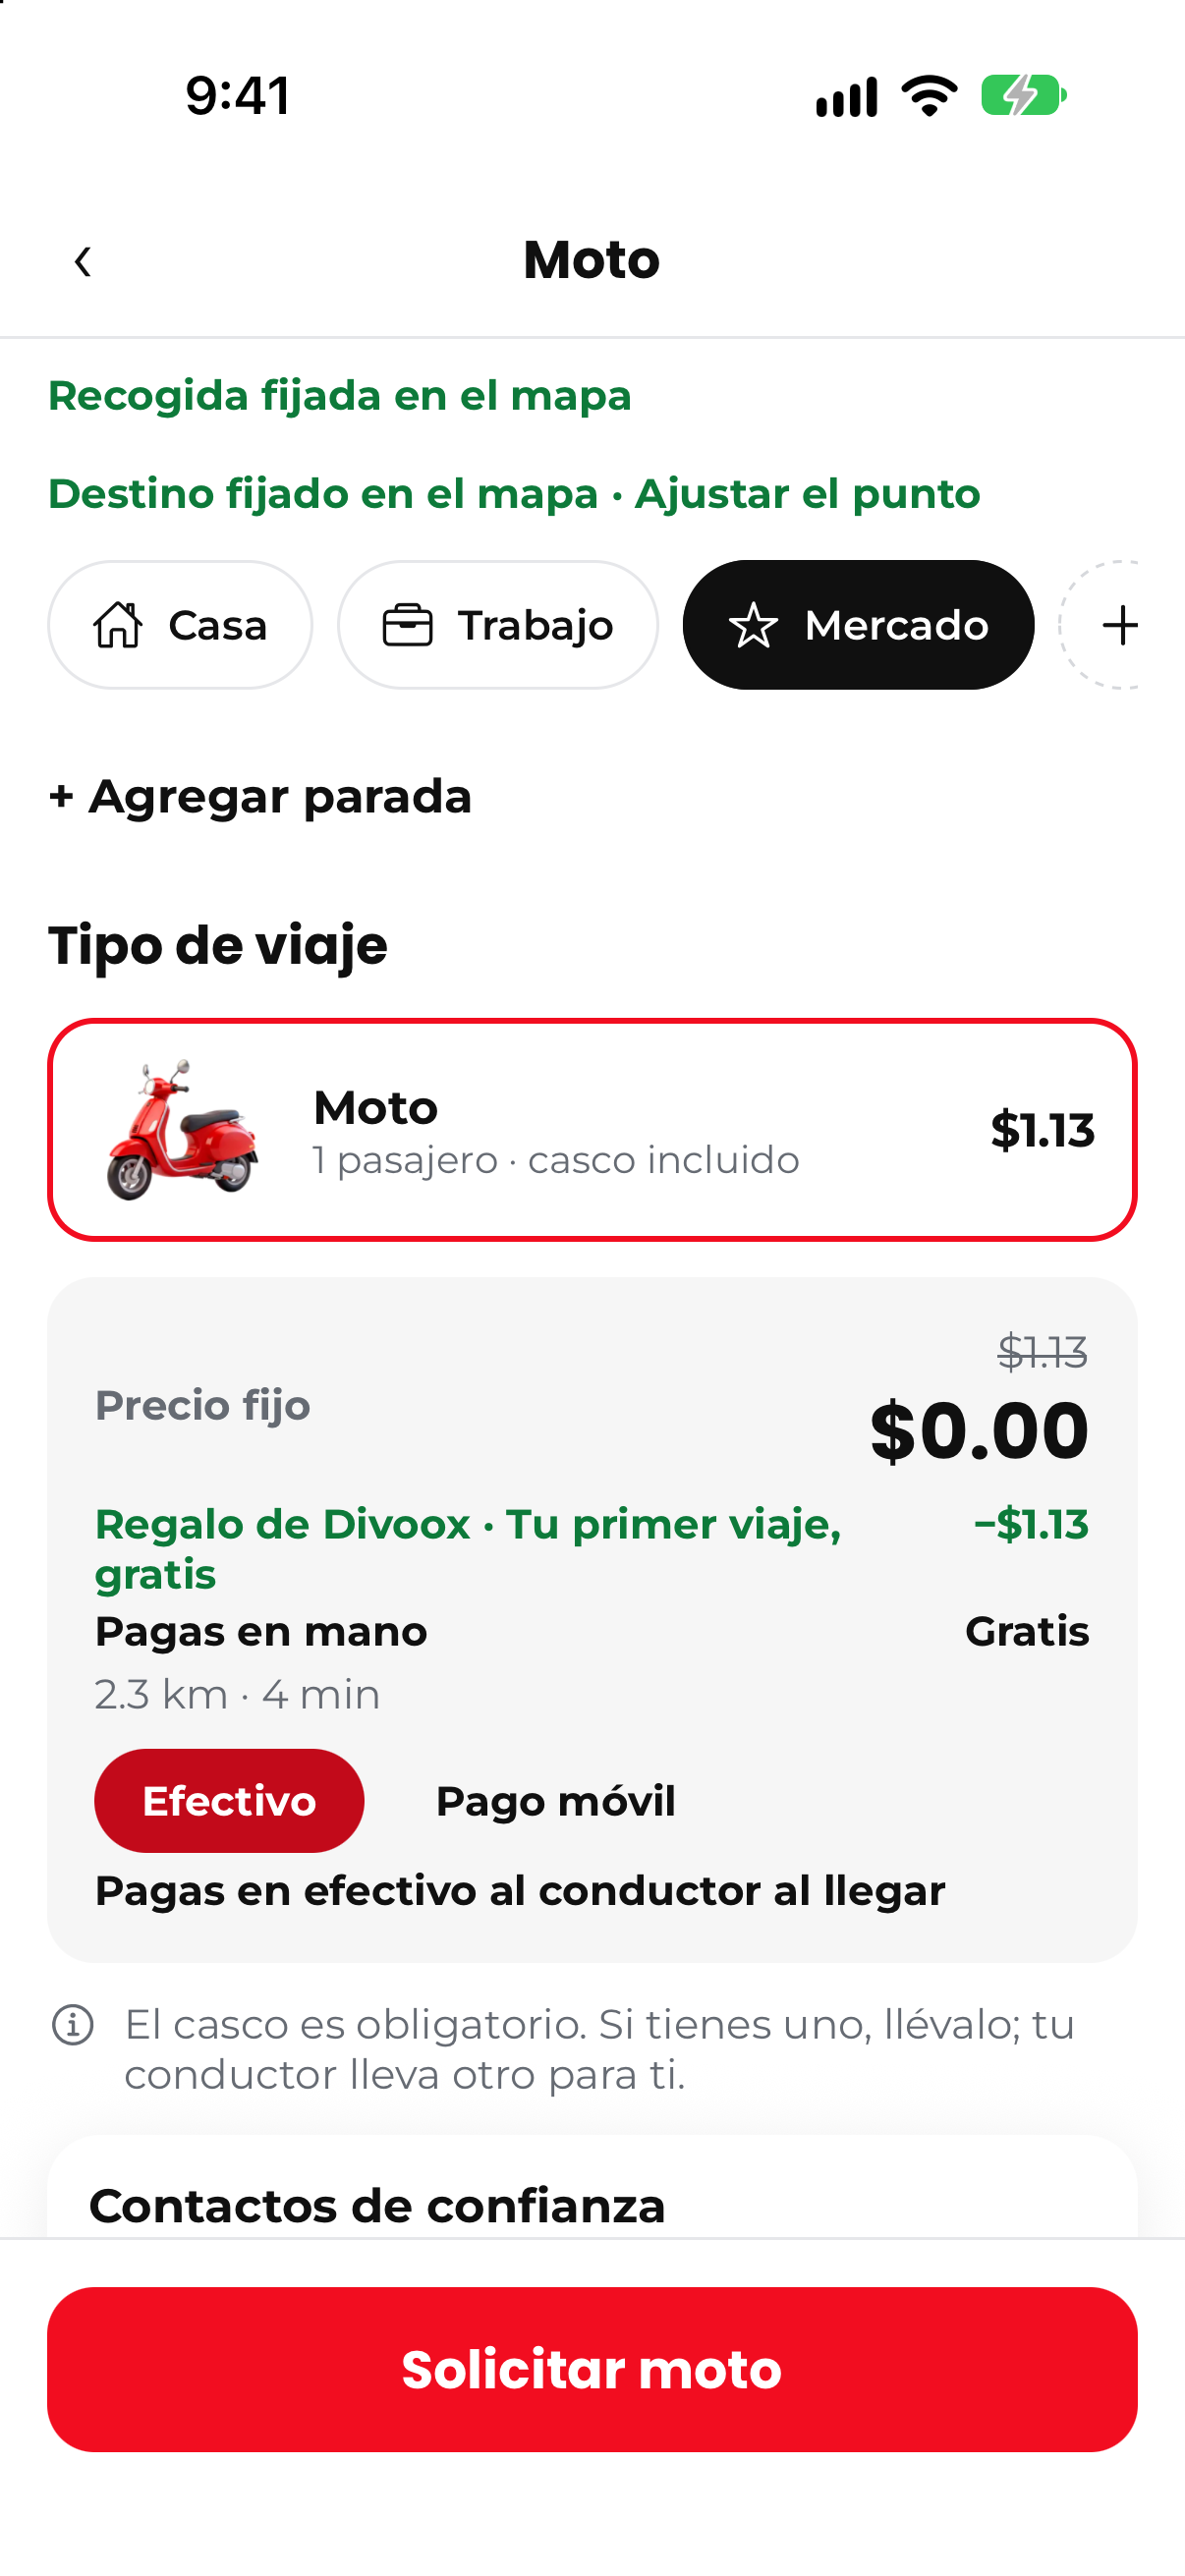 9:41
‹
Moto
Recogida fijada en el mapa
Destino fijado en el mapa · Ajustar el punto
Casa
Trabajo
Mercado
+
+ Agregar parada
Tipo de viaje
Moto
1 pasajero · casco incluido
$1.13
$1.13
Precio fijo
$0.00
Regalo de Divoox · Tu primer viaje,
gratis
−$1.13
Pagas en mano
Gratis
2.3 km · 4 min
Efectivo
Pago móvil
Pagas en efectivo al conductor al llegar
El casco es obligatorio. Si tienes uno, llévalo; tu
conductor lleva otro para ti.
Contactos de confianza
Solicitar moto